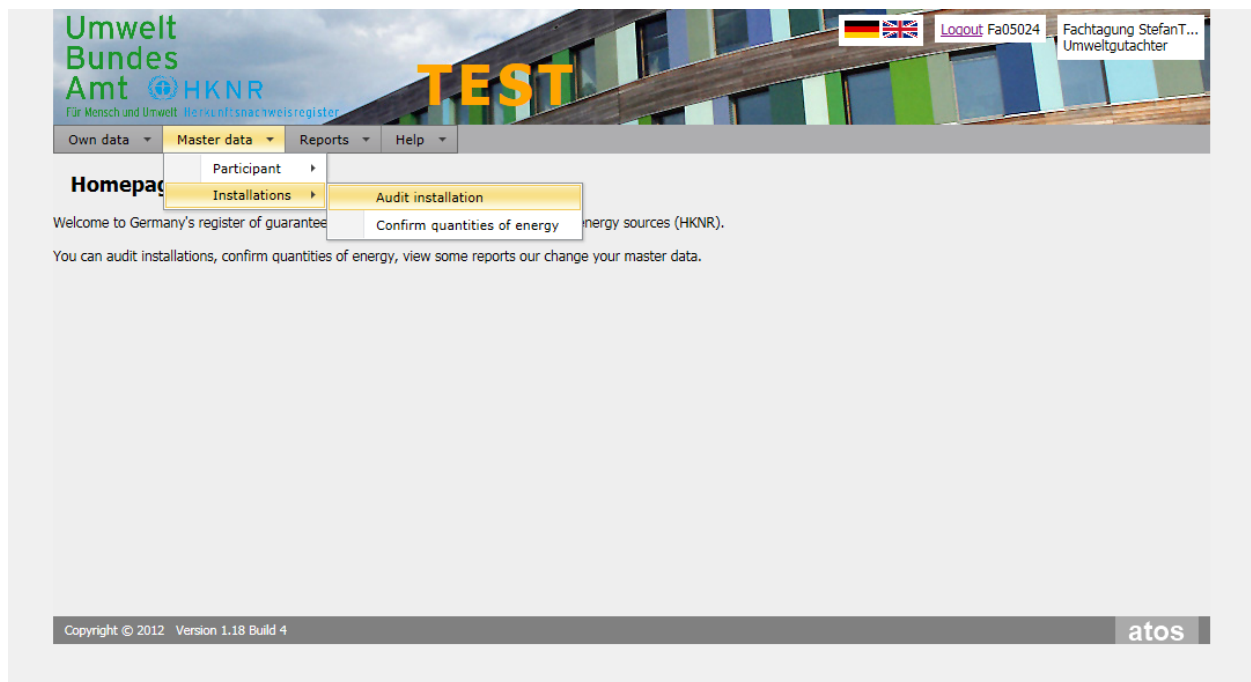 Umwelt
Bundes
Amt HKNR
Für Mensch und Umwelt Herkunftsnachweisregister
TEST
Logout Fa05024
Fachtagung StefanT...
Umweltgutachter
Own data Master data Reports Help
Participant
Installations
Audit installation
Confirm quantities of energy
Homepag
Welcome to Germany's register of guarantee
energy sources (HKNR).
You can audit installations, confirm quantities of energy, view some reports our change your master data.
Copyright © 2012 Version 1.18 Build 4
atos